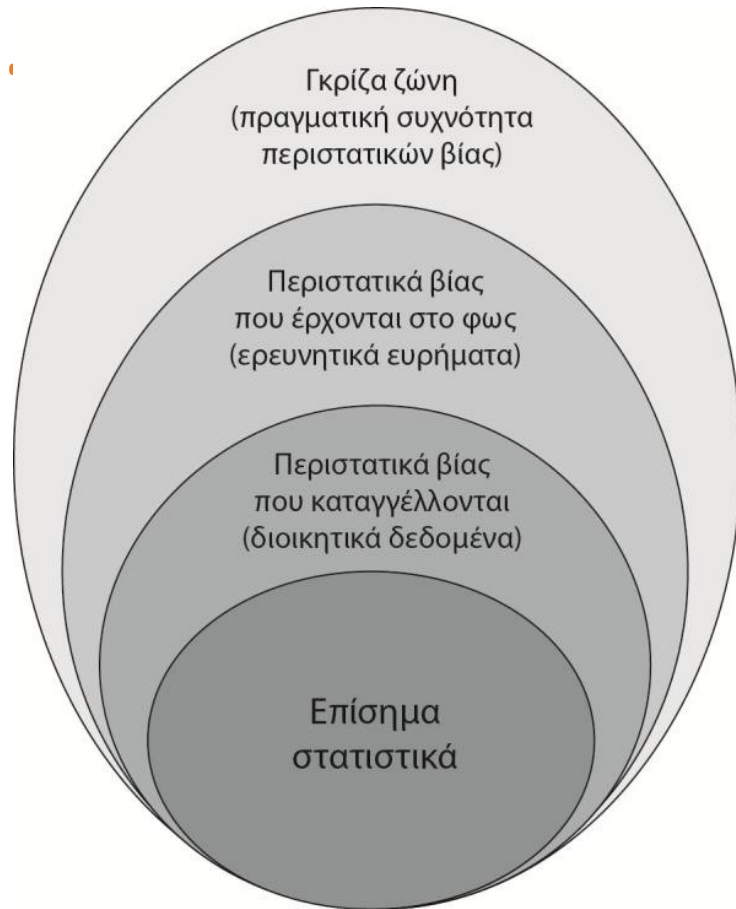 Γκρίζα ζώνη
(πραγματική συχνότητα
περιστατικών βίας)
Περιστατικά βίας
που έρχονται στο φως
(ερευνητικά ευρήματα)
Περιστατικά βίας
που καταγγέλλονται
(διοικητικά δεδομένα)
Επίσημα
στατιστικά